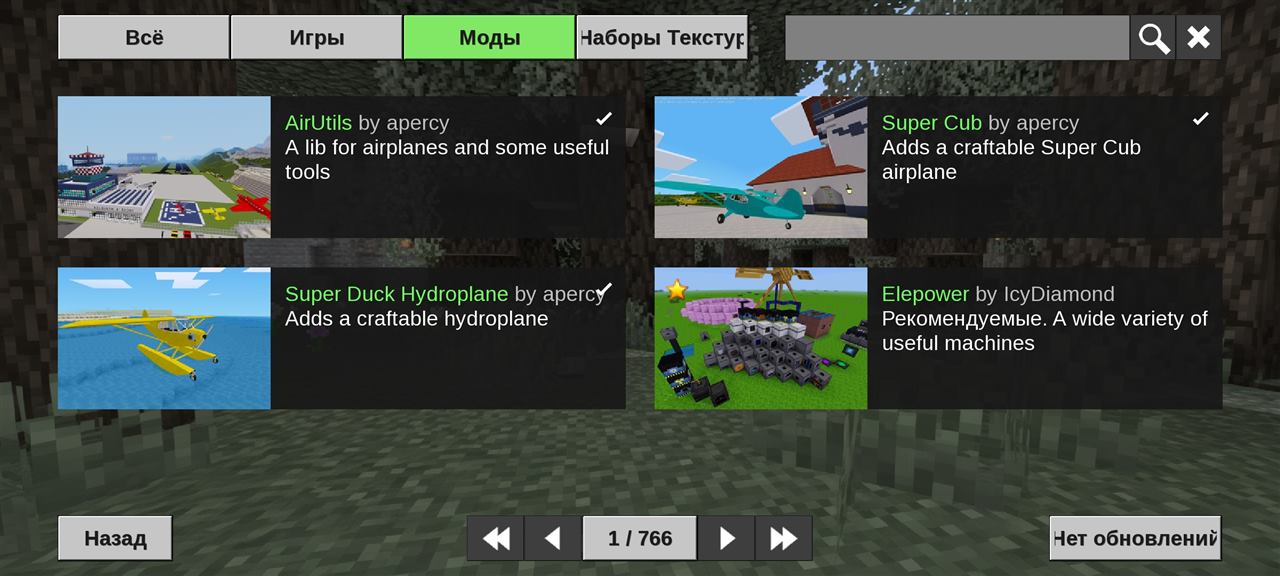 Всё
Игры
Моды
Наборы Текстур
AirUtils by apercy
A lib for airplanes and some useful
tools
Super Cub by apercy
Adds a craftable Super Cub
airplane
Super Duck Hydroplane by apercy
Adds a craftable hydroplane
Elepower by IcyDiamond
Рекомендуемые. A wide variety of
useful machines
Назад
1 / 766
Нет обновлений